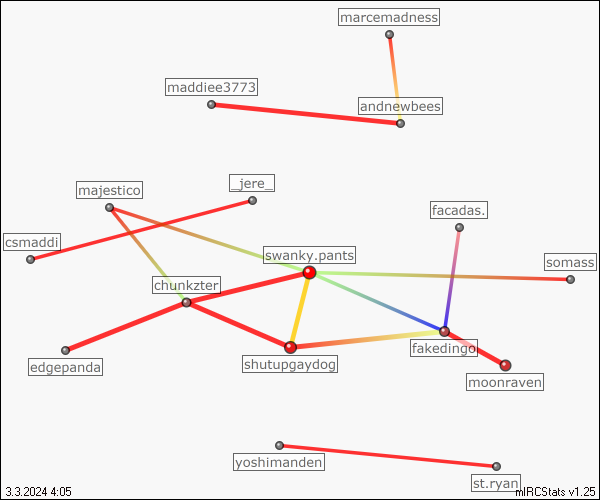 marcemadness
maddiee3773
andnewbees
_jere_
majestico
facadas.
csmaddi
swanky.pants
somass
chunkzter
fakedingo
edgepanda
shutupgaydog
moonraven
yoshimanden
st.ryan
3.3.2024 4:05
mIRCStats v1.25